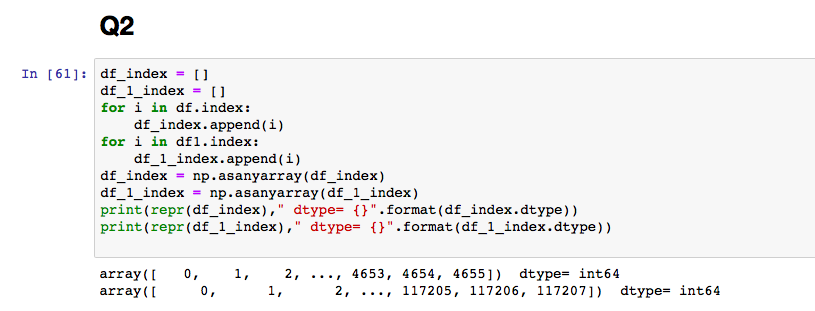 Q2
In [61]: df_index = []
df_1_index = []
for i in df.index:
    df_index.append(i)
for i in df1.index:
    df_1_index.append(i)
df_index = np.asanyarray(df_index)
df_1_index = np.asanyarray(df_1_index)
print(repr(df_index)," dtype= {}".format(df_index.dtype))
print(repr(df_1_index)," dtype= {}".format(df_1_index.dtype))
array([   0,    1,    2, ..., 4653, 4654, 4655])  dtype= int64
array([     0,      1,      2, ..., 117205, 117206, 117207])  dtype= int64